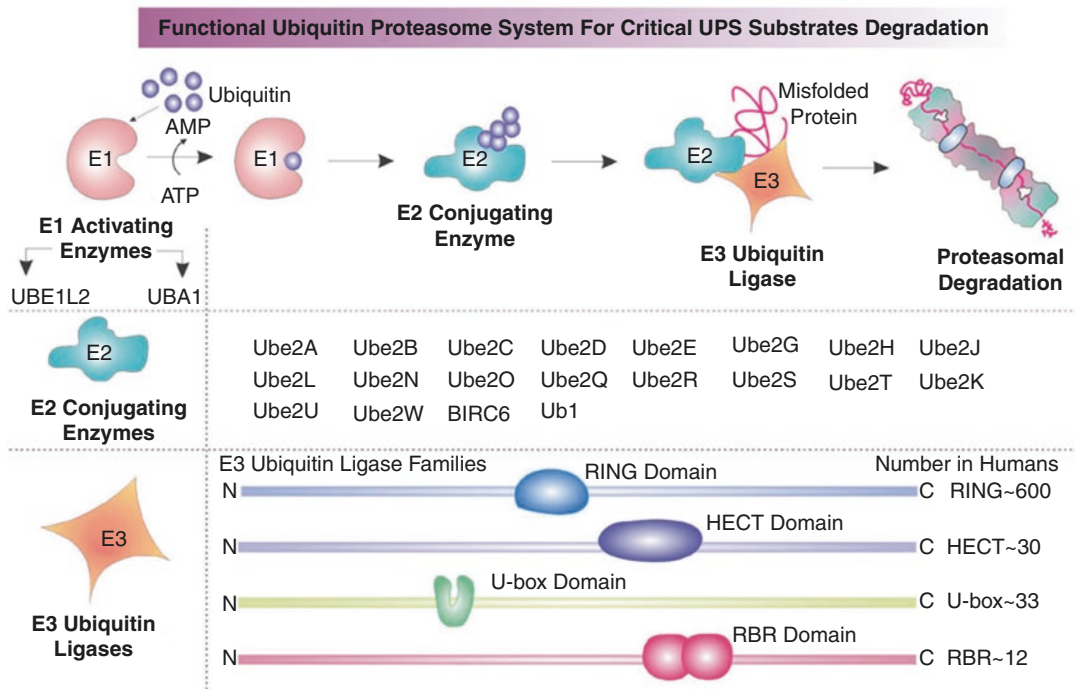 Functional Ubiquitin Proteasome System For Critical UPS Substrates Degradation
Ubiquitin
AMP
ATP
E1
E1
E2
E2
E3
Misfolded
Protein
E1 Activating
Enzymes
UBE1L2
UBA1
E2 Conjugating
Enzyme
E3 Ubiquitin
Ligase
Proteasomal
Degradation
E2
E2 Conjugating
Enzymes
Ube2A Ube2B Ube2C Ube2D Ube2E Ube2G Ube2H Ube2J
Ube2L Ube2N Ube2O Ube2Q Ube2R Ube2S Ube2T Ube2K
Ube2U Ube2W BIRC6 Ub1
E3
E3 Ubiquitin
Ligases
E3 Ubiquitin Ligase Families
Number in Humans
RING Domain
N C RING~600
HECT Domain
N C HECT~30
U-box Domain
N C U-box~33
RBR Domain
N C RBR~12